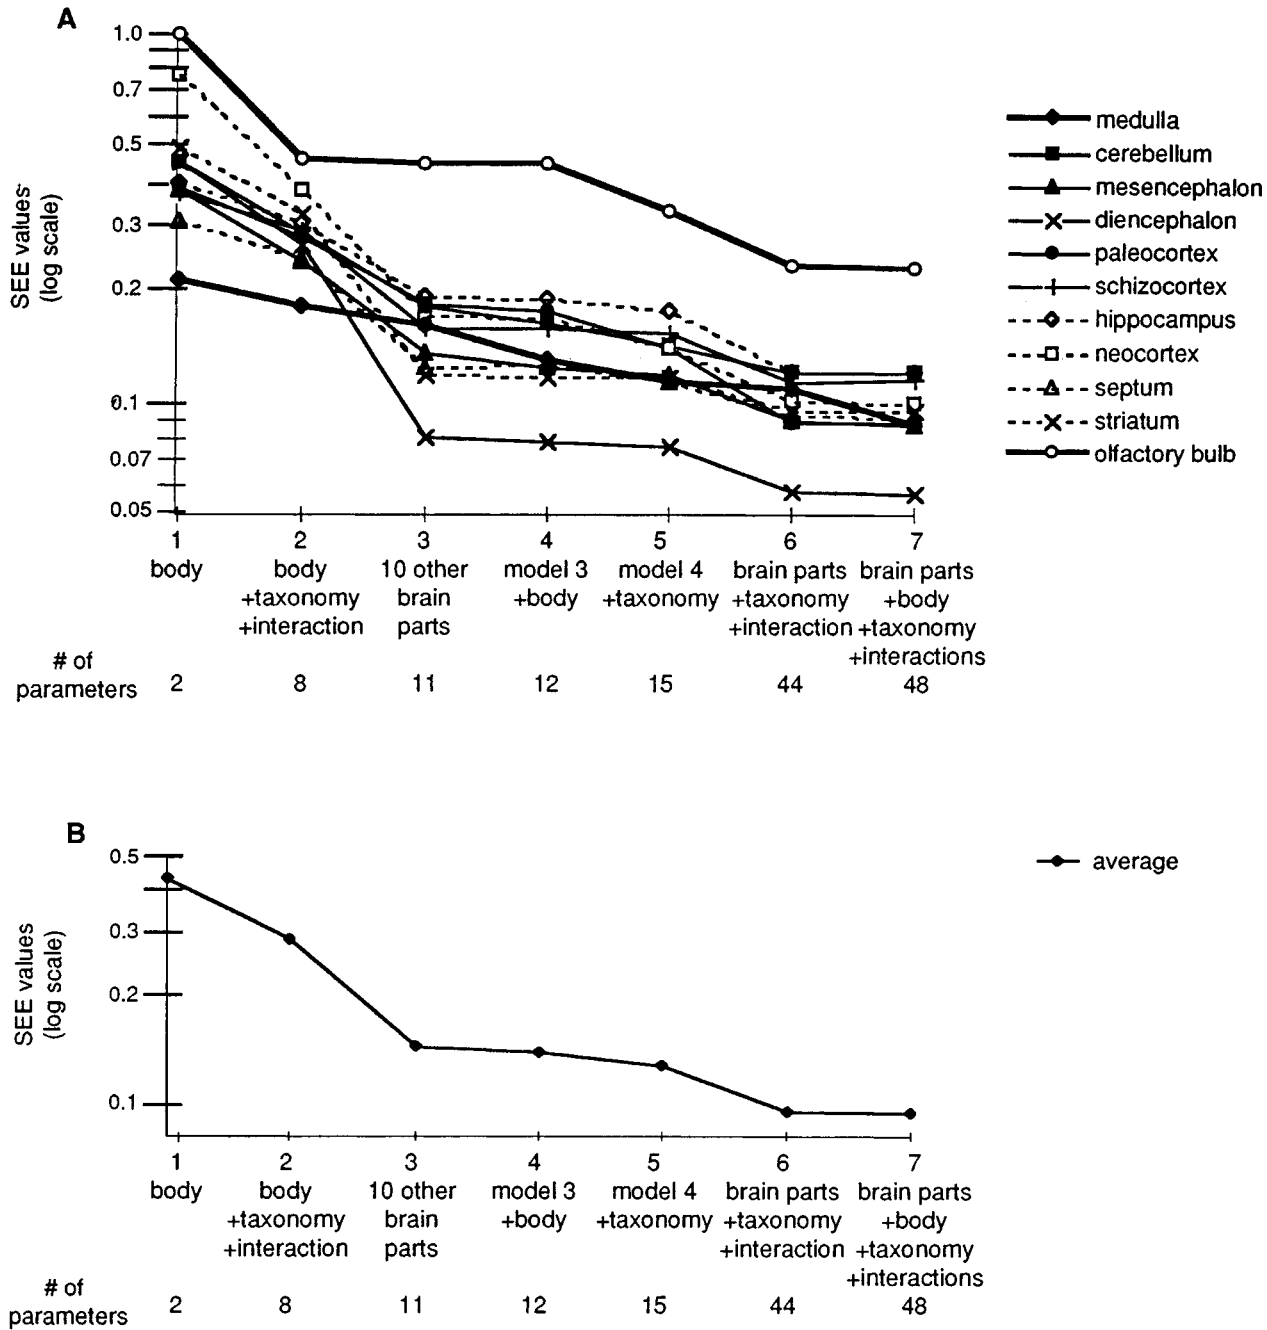 A
1.0
0.7
0.5
0.3
0.2
0.1
0.07
0.05
SEE values
(log scale)
medulla
cerebellum
mesencephalon
diencephalon
paleocortex
schizocortex
hippocampus
neocortex
septum
striatum
olfactory bulb
1 2 3 4 5 6 7
body body 10 other model 3 model 4 brain parts brain parts
+taxonomy brain +body +taxonomy +taxonomy +body
+interaction parts +interaction +taxonomy
+interactions
# of
parameters 2 8 11 12 15 44 48
B
0.5
0.3
0.2
0.1
SEE values
(log scale)
average
1 2 3 4 5 6 7
body body 10 other model 3 model 4 brain parts brain parts
+taxonomy brain +body +taxonomy +taxonomy +body
+interaction parts +interaction +taxonomy
+interactions
# of
parameters 2 8 11 12 15 44 48